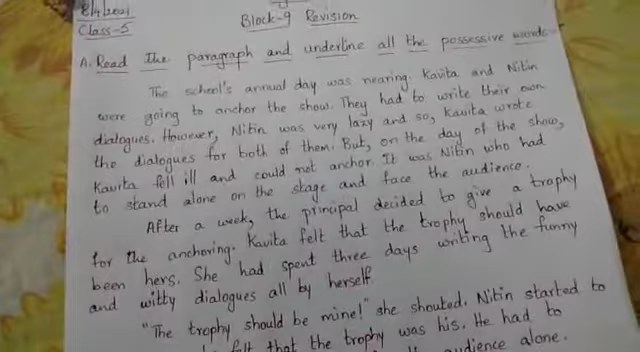 8/4/2021
Block-9 Revision
Class-5
A. Read the paragraph and underline all the possessive words-
The school's annual day was nearing. Kavita and Nitin
were going to anchor the show. They had to write their own
dialogues. However, Nitin was very lazy and so, Kavita wrote
the dialogues for both of them. But, on the day of the show,
Kavita fell ill and could not anchor. It was Nitin who had
to stand alone on the stage and face the audience.
After a week, the principal decided to give a trophy
for the anchoring. Kavita felt that the trophy should have
been hers. She had spent three days writing the funny
and witty dialogues all by herself.
"The trophy should be mine!" she shouted. Nitin started to
felt that the trophy was his. He had to
audience alone.